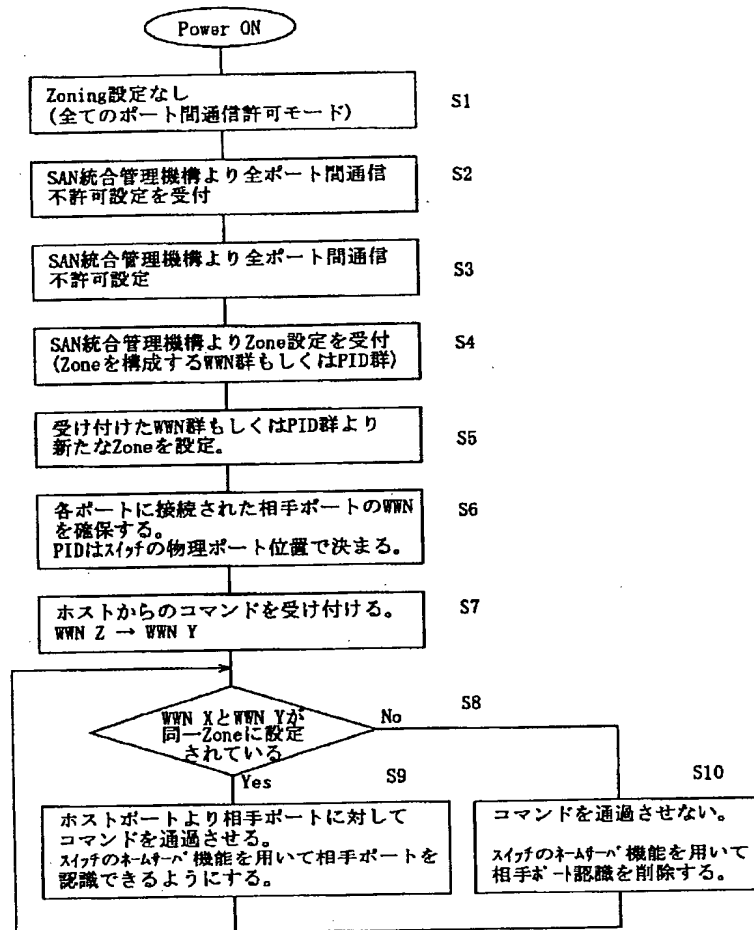 Power ON
Zoning設定なし
(全てのポート間通信許可モード)
S1
SAN統合管理機構より全ポート間通信
不許可設定を受付
S2
SAN統合管理機構より全ポート間通信
不許可設定
S3
SAN統合管理機構よりZone設定を受付
(Zoneを構成するWWN群もしくはPID群)
S4
受け付けたWWN群もしくはPID群より
新たなZoneを設定。
S5
各ポートに接続された相手ポートのWWN
を確保する。
PIDはスイッチの物理ポート位置で決まる。
S6
ホストからのコマンドを受け付ける。
WWN Z → WWN Y
S7
WWN XとWWN Yが
同一Zoneに設定
されている
No
S8
Yes
S9
ホストポートより相手ポートに対して
コマンドを通過させる。
スイッチのネームサーバ機能を用いて相手ポートを
認識できるようにする。
S10
コマンドを通過させない。
スイッチのネームサーバ機能を用いて
相手ポート認識を削除する。